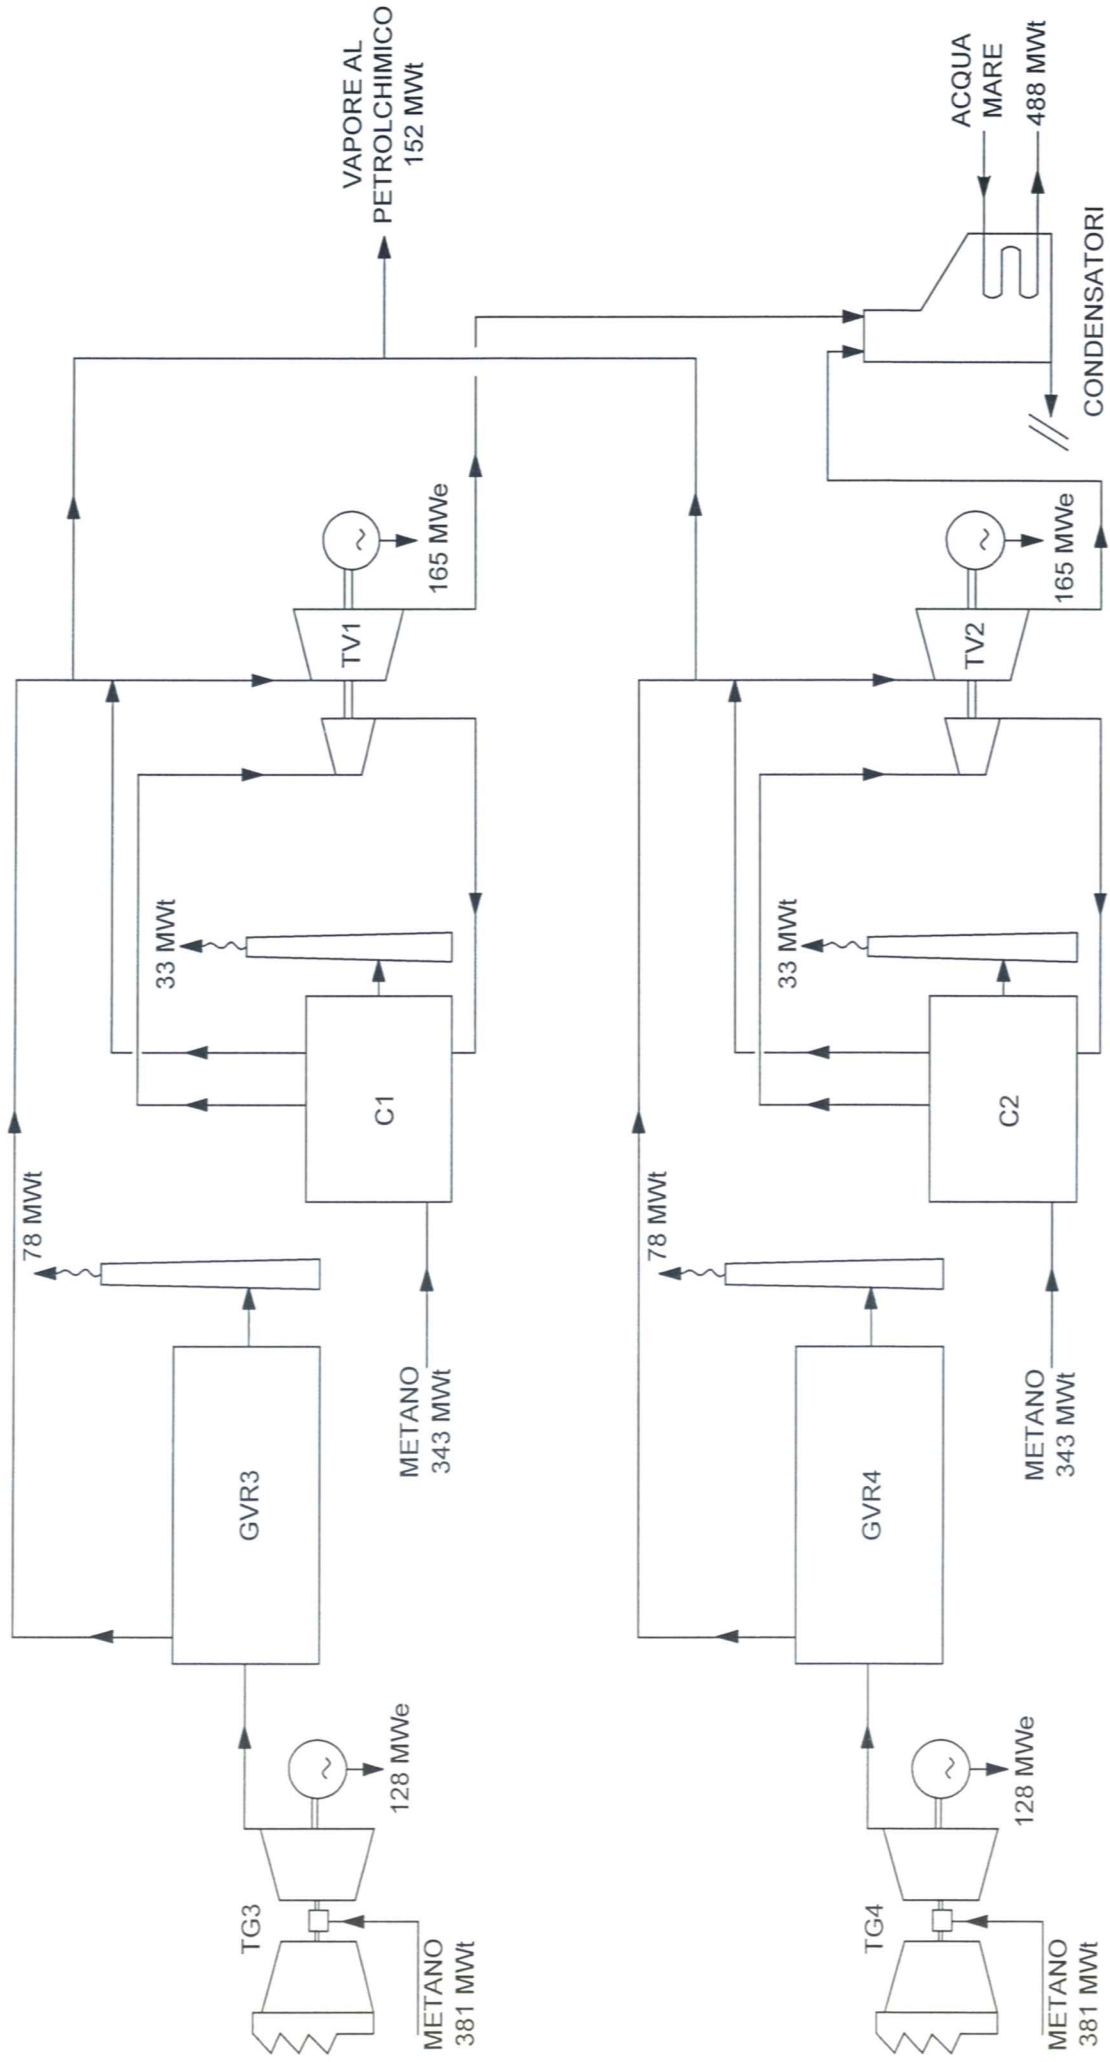 TG3
METANO
381 MWt
128 MWe
GVR3
78 MWt
METANO
343 MWt
C1
33 MWt
TV1
165 MWe
VAPORE AL
PETROLCHIMICO
152 MWt
TG4
METANO
381 MWt
128 MWe
GVR4
78 MWt
METANO
343 MWt
C2
33 MWt
TV2
165 MWe
ACQUA
MARE
488 MWt
CONDENSATORI